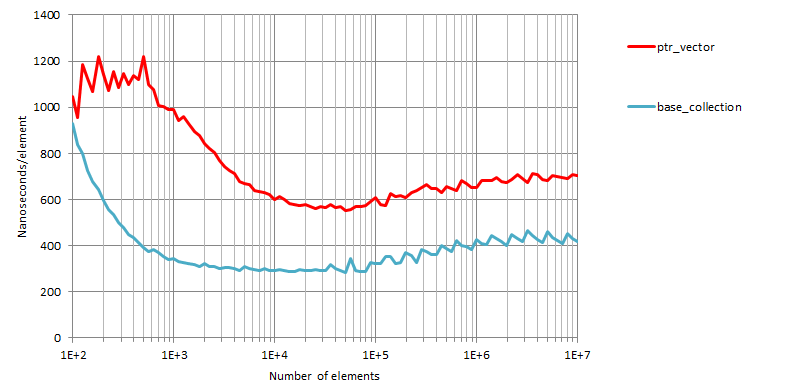 1400
1200
1000
800
600
400
200
0
Nanoseconds/element
1E+2
1E+3
1E+4
1E+5
1E+6
1E+7
Number of elements
ptr_vector
base_collection